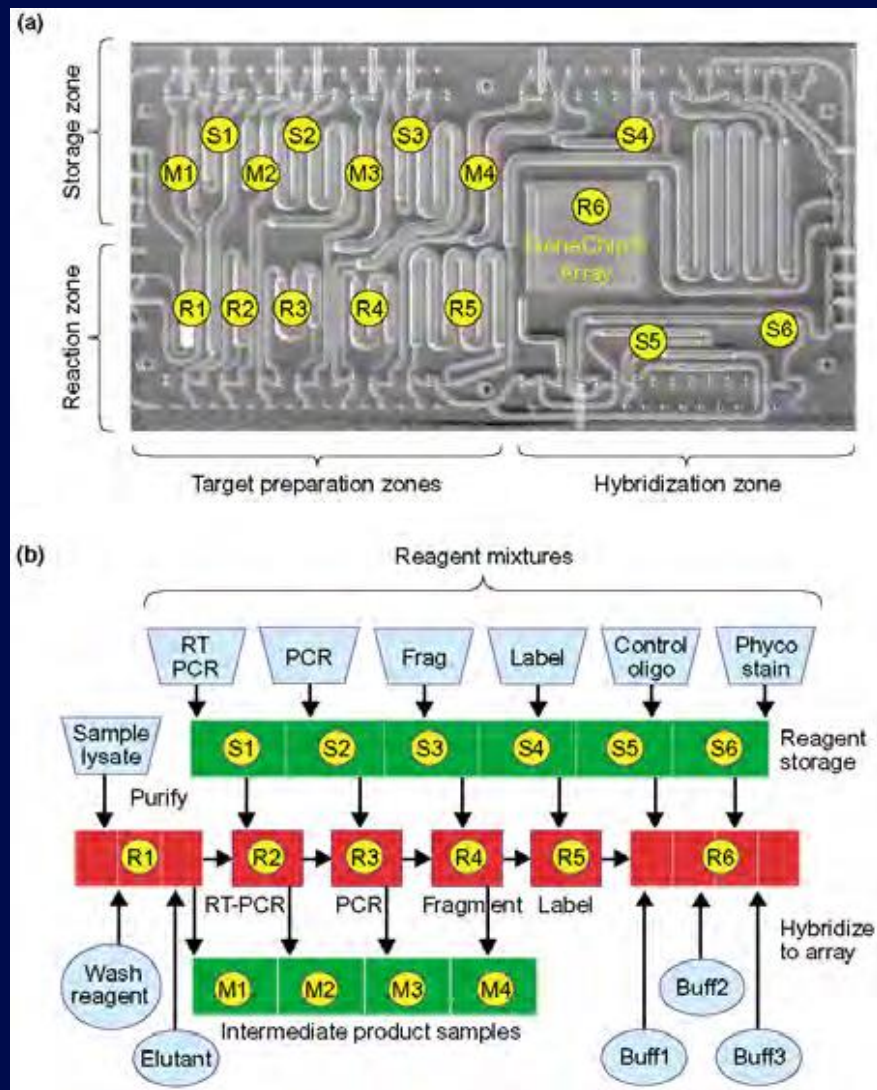 (a)
Storage zone
Reaction zone
S1
S2
S3
S4
M1
M2
M3
M4
R6
GeneChip®
Array
R1
R2
R3
R4
R5
S5
S6
Target preparation zones
Hybridization zone
(b)
Reagent mixtures
RT
PCR
PCR
Frag
Label
Control
oligo
Phyco
stain
Sample
lysate
S1
S2
S3
S4
S5
S6
Reagent
storage
Purify
R1
R2
R3
R4
R5
R6
RT-PCR
PCR
Fragment
Label
Hybridize
to array
Wash
reagent
M1
M2
M3
M4
Buff2
Intermediate product samples
Elutant
Buff1
Buff3